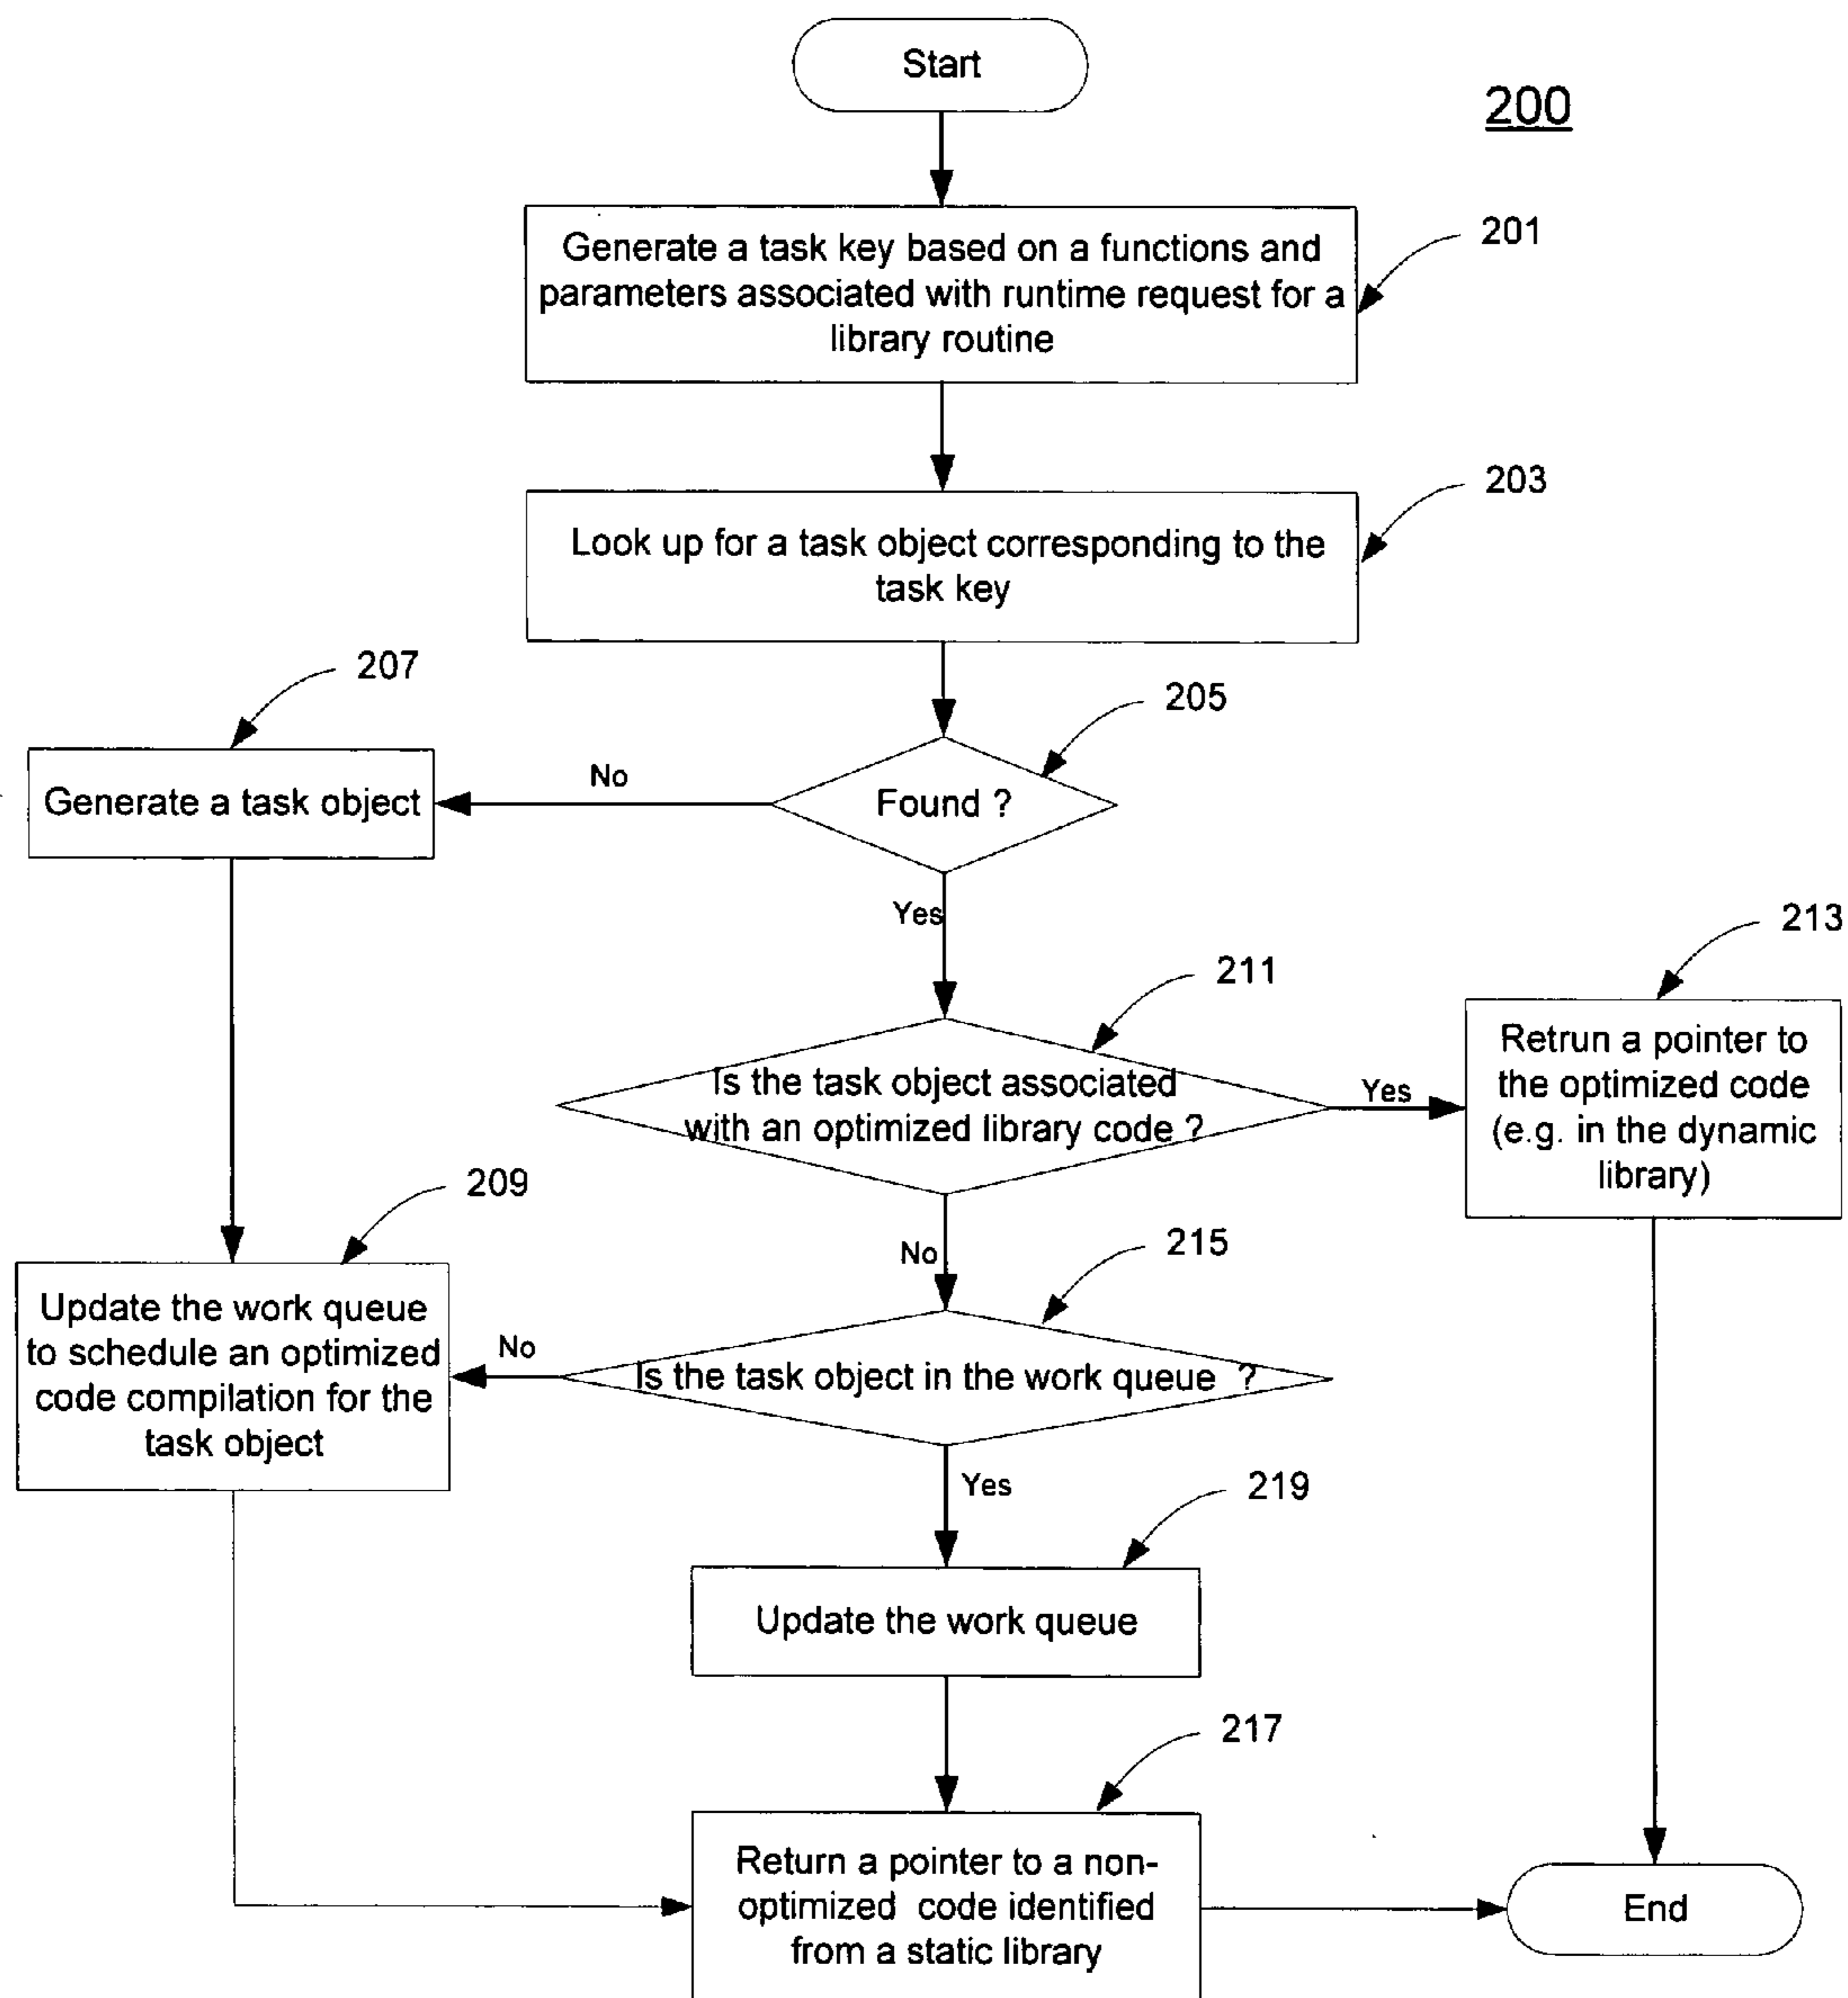 Start
200
Generate a task key based on a functions and
parameters associated with runtime request for a
library routine
201
Look up for a task object corresponding to the
task key
203
207
205
Generate a task object
No
Found ?
Yes
213
211
Retrun a pointer to
the optimized code
(e.g. in the dynamic
library)
Is the task object associated
with an optimized library code ?
Yes
209
No
215
Update the work queue
to schedule an optimized
code compilation for the
task object
No
Is the task object in the work queue ?
Yes
219
Update the work queue
217
Return a pointer to a non-
optimized code identified
from a static library
End